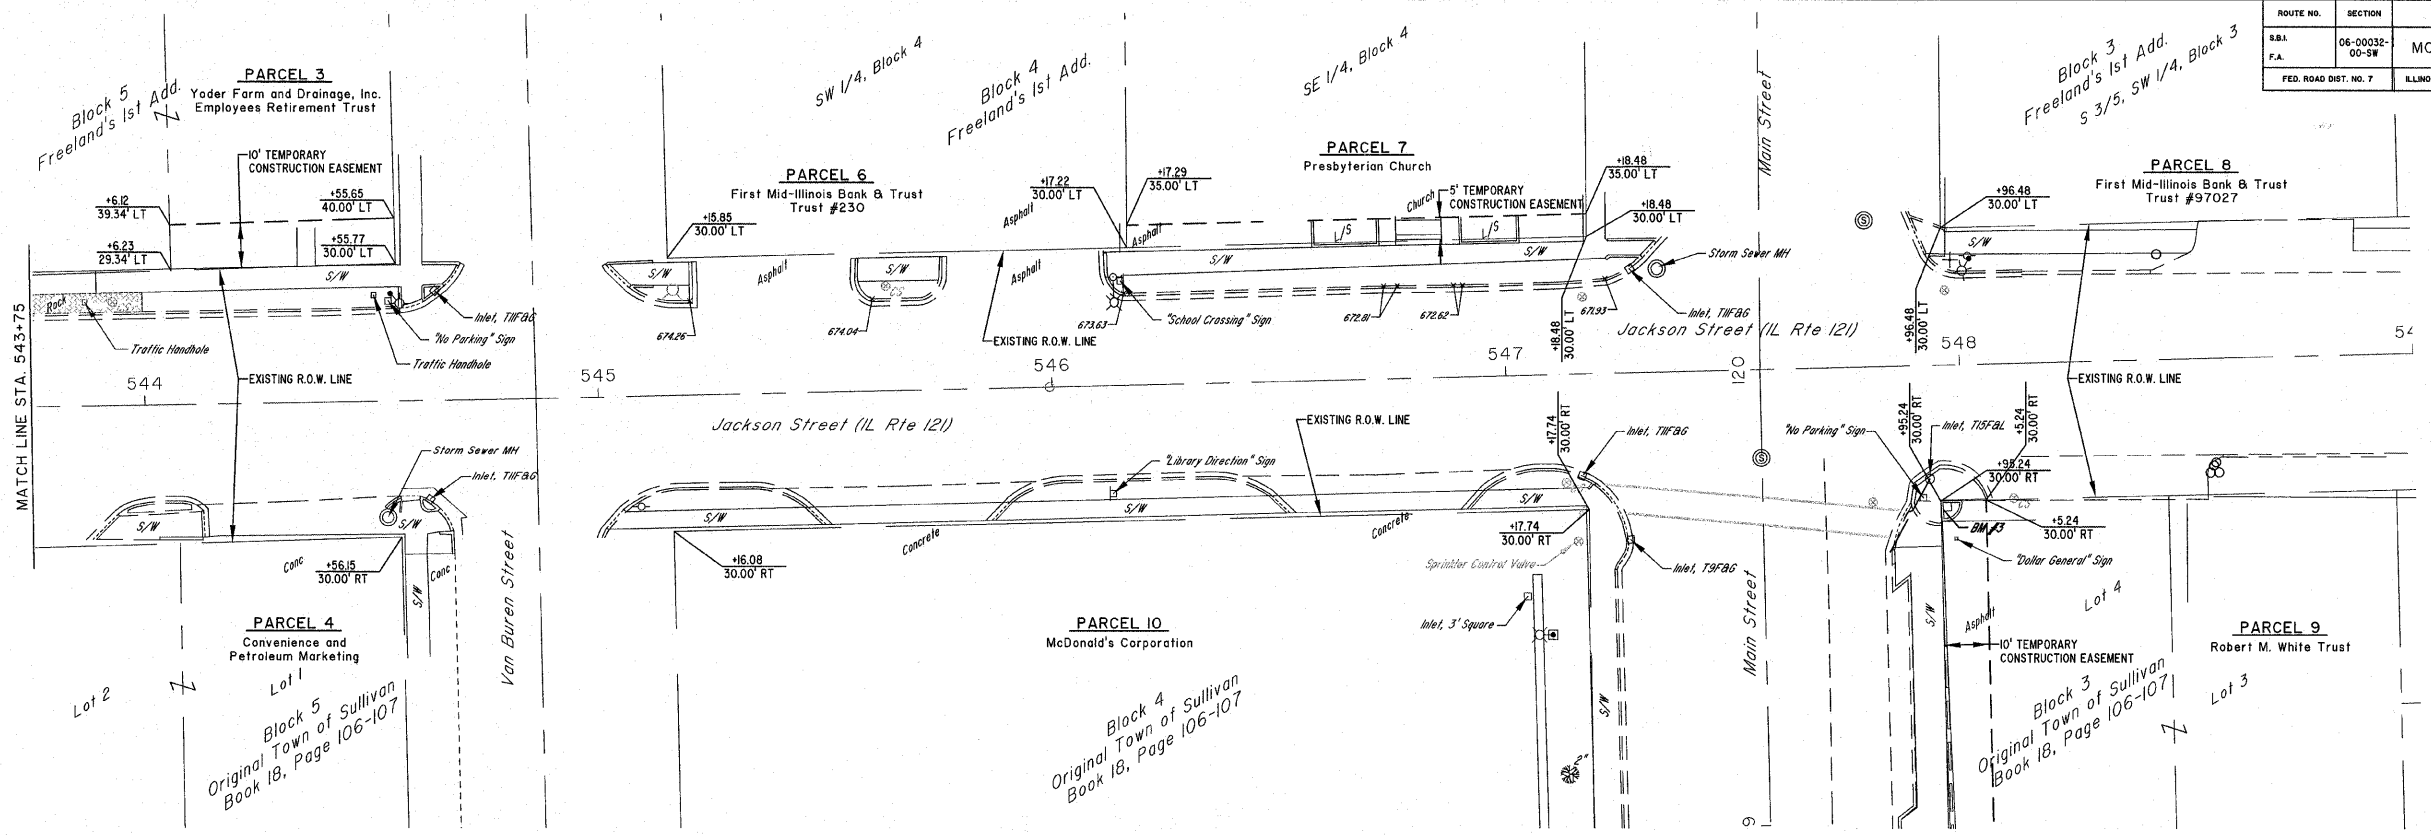 ROUTE NO.
SECTION
S.B.I.
F.A.
06-00032-
00-SW
MO
FED. ROAD DIST. NO. 7
ILLINO
Block 5
Freeland's 1st Add.
PARCEL 3
Yoder Farm and Drainage, Inc.
Employees Retirement Trust
10' TEMPORARY
CONSTRUCTION EASEMENT
+6.12
39.34' LT
+55.65
40.00' LT
+6.23
29.34' LT
+55.77
30.00' LT
S/W
Rock
Inlet, T11F&G
"No Parking" Sign
Traffic Handhole
Traffic Handhole
MATCH LINE STA. 543+75
544
EXISTING R.O.W. LINE
545
SW 1/4, Block 4
Block 4
Freeland's 1st Add.
SE 1/4, Block 4
PARCEL 6
First Mid-Illinois Bank & Trust
Trust #230
+15.85
30.00' LT
+17.22
30.00' LT
+17.29
35.00' LT
Asphalt
Asphalt
S/W
Asphalt
S/W
Asphalt
674.26
674.04
673.63
"School Crossing" Sign
EXISTING R.O.W. LINE
546
PARCEL 7
Presbyterian Church
5' TEMPORARY
CONSTRUCTION EASEMENT
Church
L/S
L/S
S/W
S/W
+18.48
35.00' LT
+18.48
30.00' LT
Storm Sewer MH
672.81
672.62
671.93
Inlet, T11F&G
+18.48
30.00' LT
547
Jackson Street (IL Rte 121)
Main Street
120
Block 3
Freeland's 1st Add.
S 3/5, SW 1/4, Block 3
PARCEL 8
First Mid-Illinois Bank & Trust
Trust #97027
+96.48
30.00' LT
S/W
+96.48
30.00' LT
548
54
EXISTING R.O.W. LINE
Jackson Street (IL Rte 121)
EXISTING R.O.W. LINE
Storm Sewer MH
Inlet, T11F&G
S/W
S/W
Conc
+56.15
30.00' RT
Conc
S/W
Van Buren Street
PARCEL 4
Convenience and
Petroleum Marketing
Lot 1
Lot 2
Block 5
Original Town of Sullivan
Book 18, Page 106-107
S/W
"Library Direction" Sign
S/W
S/W
Concrete
Concrete
+16.08
30.00' RT
+17.74
30.00' RT
+17.74
30.00' RT
Inlet, T11F&G
Sprinkler Control Valve
Inlet, T9F&G
Inlet, 3' Square
PARCEL 10
McDonald's Corporation
Block 4
Original Town of Sullivan
Book 18, Page 106-107
2"
S/W
Main Street
9
"No Parking" Sign
+95.24
30.00' RT
Inlet, T15F&L
+5.24
30.00' RT
+95.24
30.00' RT
BM #3
+5.24
30.00' RT
"Dollar General" Sign
S/W
Asphalt
Lot 4
10' TEMPORARY
CONSTRUCTION EASEMENT
PARCEL 9
Robert M. White Trust
Block 3
Original Town of Sullivan
Book 18, Page 106-107
Lot 3